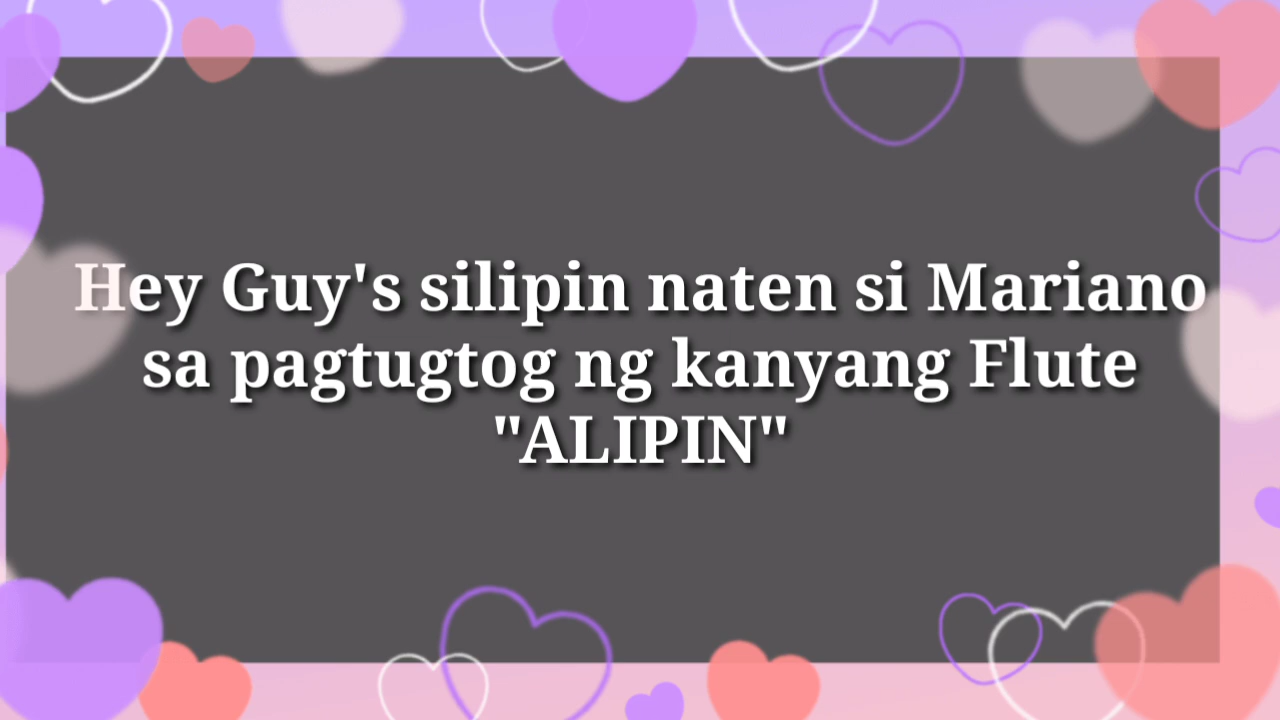 Hey Guy's silipin naten si Mariano
sa pagtugtog ng kanyang Flute
"ALIPIN"